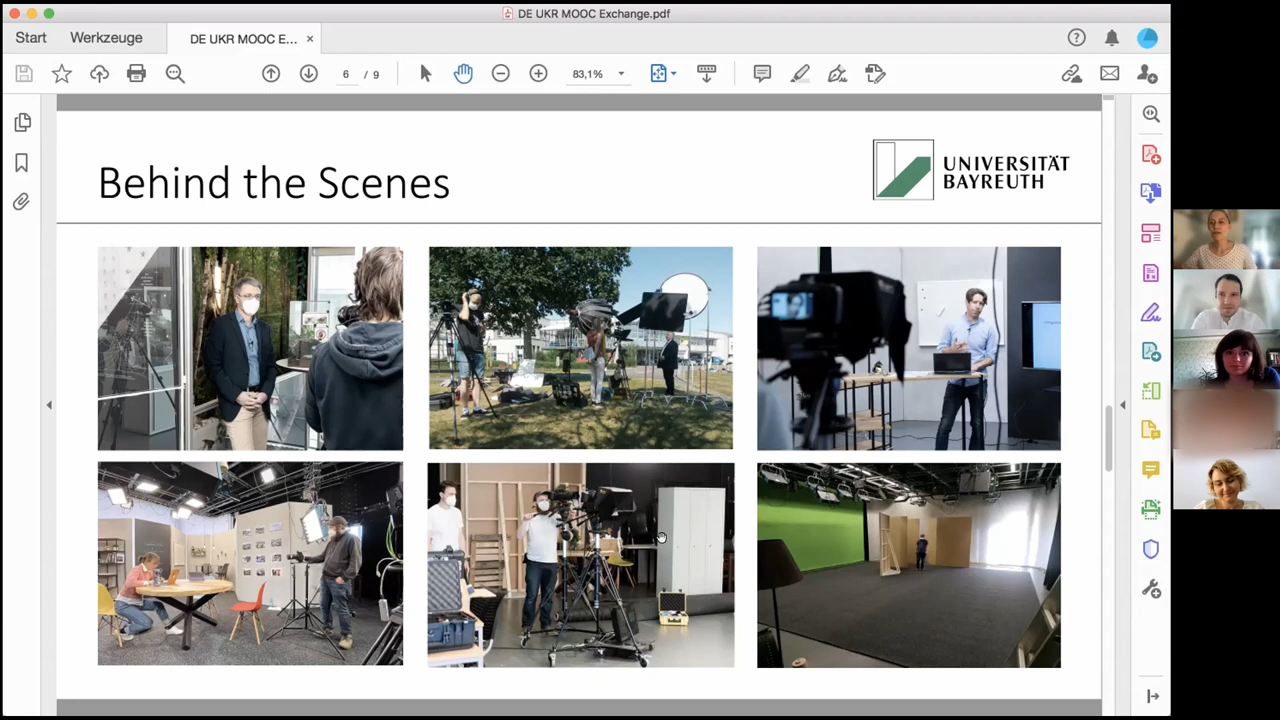 DE UKR MOOC Exchange.pdf
Start
Werkzeuge
DE UKR MOOC E... ×
6 / 9
83,1%
Behind the Scenes
UNIVERSITÄT
BAYREUTH